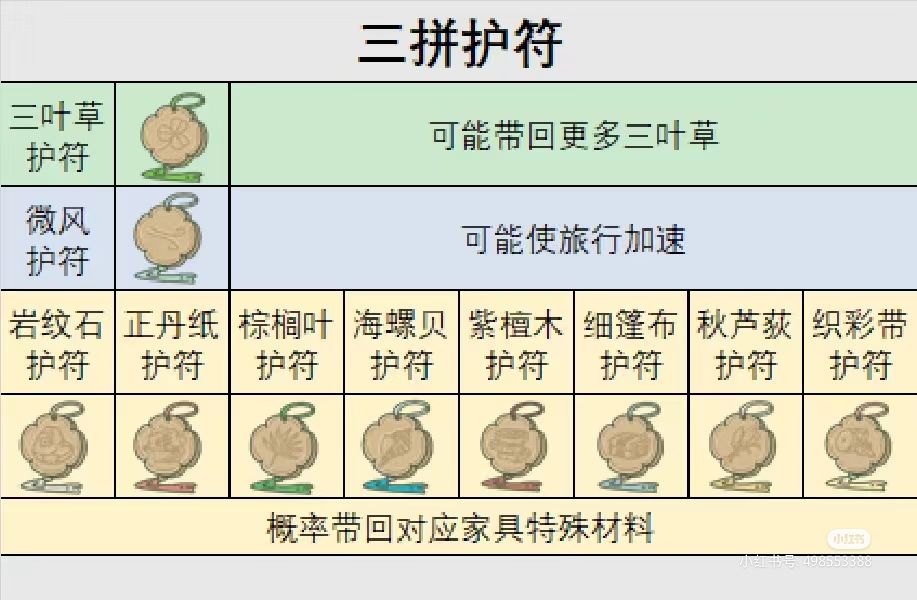 三拼护符
三叶草
护符
可能带回更多三叶草
微风
护符
可能使旅行加速
岩纹石
护符
正丹纸
护符
棕榈叶
护符
海螺贝
护符
紫檀木
护符
细篷布
护符
秋芦荻
护符
织彩带
护符
概率带回对应家具特殊材料
小红书
小红书号: 498553388